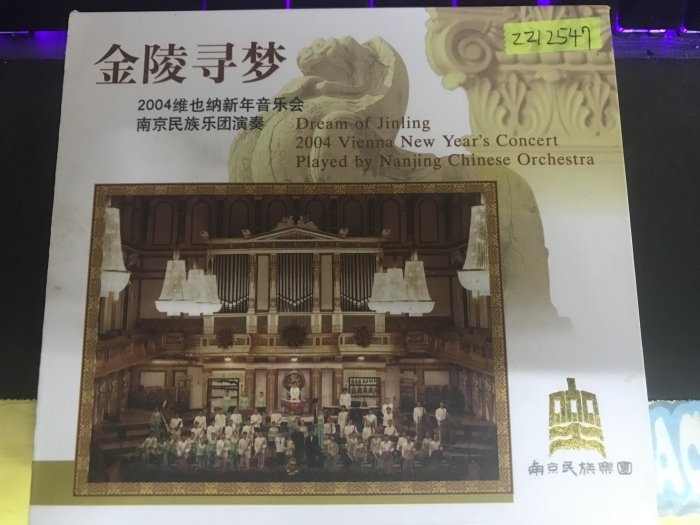 金陵寻梦
ZZ12547
2004维也纳新年音乐会
南京民族乐团演奏
Dream of Jinling
2004 Vienna New Year's Concert
Played by Nanjing Chinese Orchestra
南京民族樂團